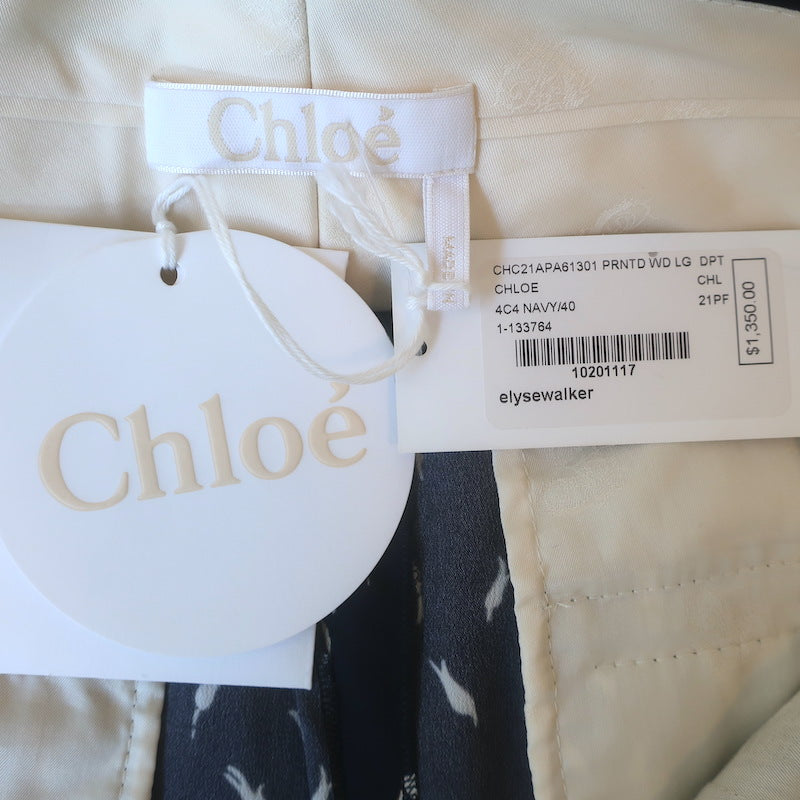 Chloé
Chloé
CHC21APA61301 PRNTD WD LG DPT
CHLOE CHL
4C4 NAVY/40 21PF
1-133764
$1,350.00
10201117
elysewalker